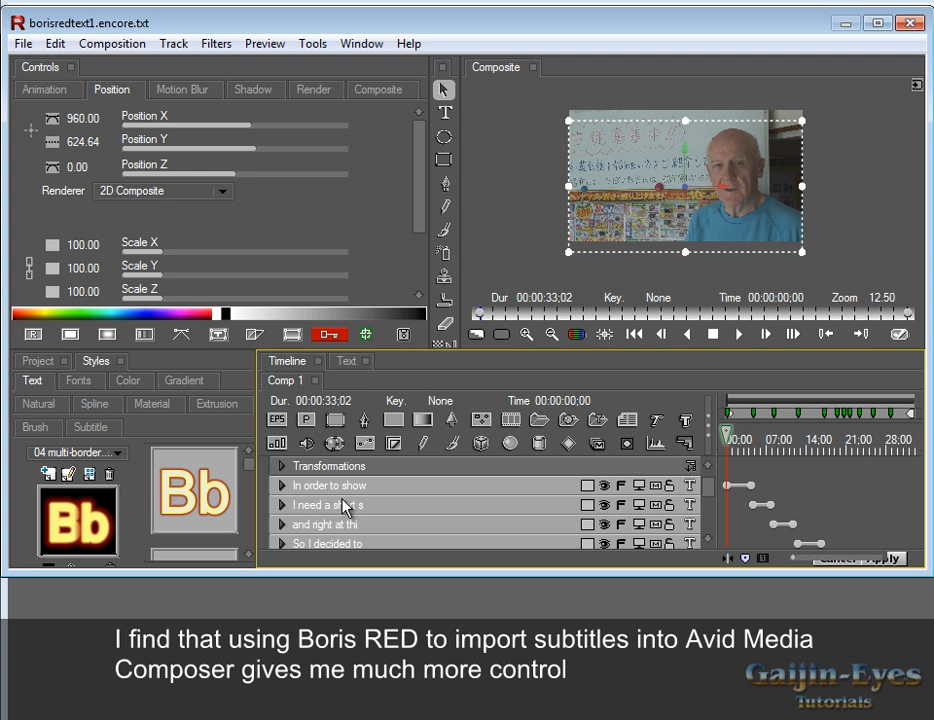 borisredtext1.encore.txt
File Edit Composition Track Filters Preview Tools Window Help
Controls
Composite
Animation Position Motion Blur Shadow Render Composite
960.00 Position X
624.64 Position Y
0.00 Position Z
Renderer 2D Composite
100.00 Scale X
100.00 Scale Y
100.00 Scale Z
Dur 00:00:33;02 Key. None Time 00:00:00;00 Zoom 12.50
Project Styles
Timeline Text
Text Fonts Color Gradient
Comp 1
Natural Spline Material Extrusion
Dur. 00:00:33;02 Key. None Time 00:00:00;00
Brush Subtitle
EPS P
04 multi-border....
0:00 07:00 14:00 21:00 28:00
Transformations
In order to show
I need a
and right at thi
So I decided to
F
F
F
F
Bb
Bb
Apply
I find that using Boris RED to import subtitles into Avid Media
Composer gives me much more control
Gaijin-Eyes
Tutorials